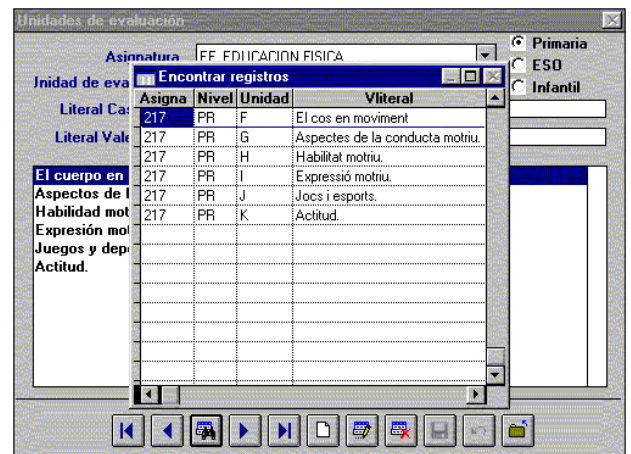 Unidades de evaluación
Asignatura EF EDUCACION FISICA
Primaria
ESO
Infantil
Unidad de eva
Literal Cas
Literal Vale
El cuerpo en
Aspectos de l
Habilidad mot
Expresión mot
Juegos y depo
Actitud.
Encontrar registros
Asigna Nivel Unidad Vliteral
217 PR F El cos en moviment
217 PR G Aspectes de la conducta motriu.
217 PR H Habilitat motriu.
217 PR I Expressió motriu.
217 PR J Jocs i esports.
217 PR K Actitud.